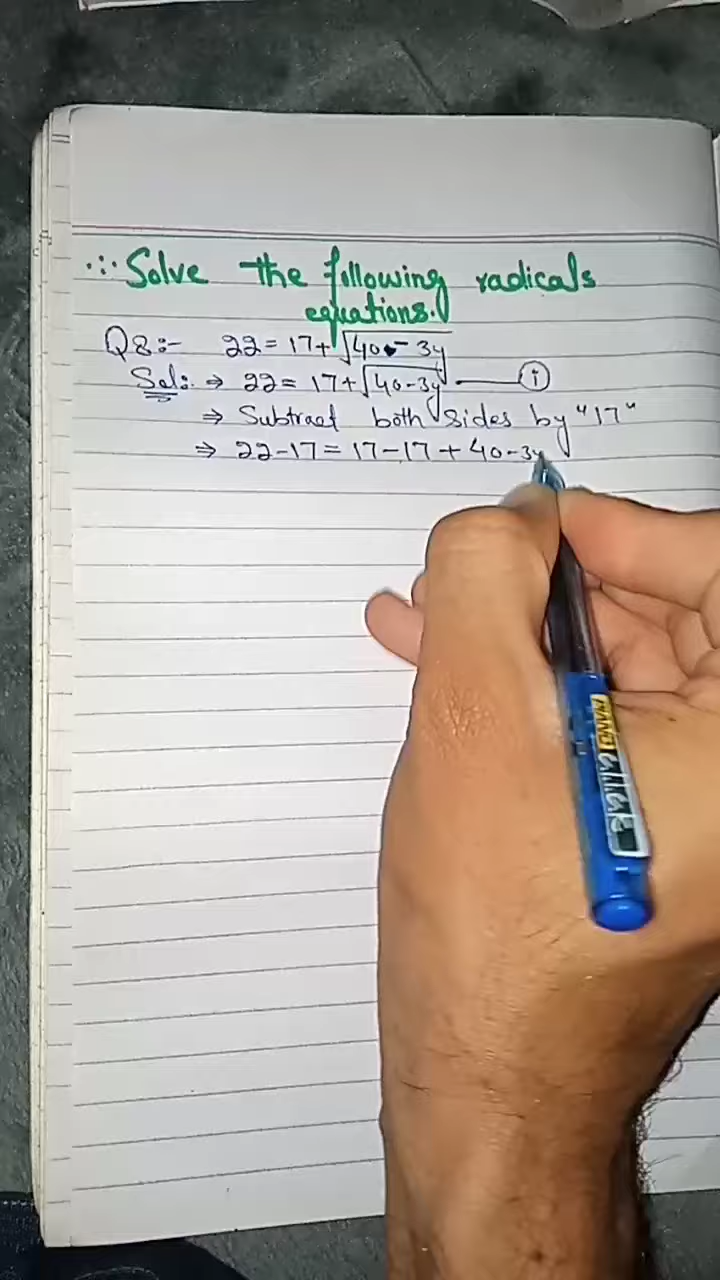 ∴ Solve the following radicals
equations.
Q8:- 22 = 17 + √40 - 3y
Sol: ⇒ 22 = 17 + √40 - 3y ——— (i)
⇒ Subtract both sides by "17"
⇒ 22 - 17 = 17 - 17 + 40 - 3y
NANO